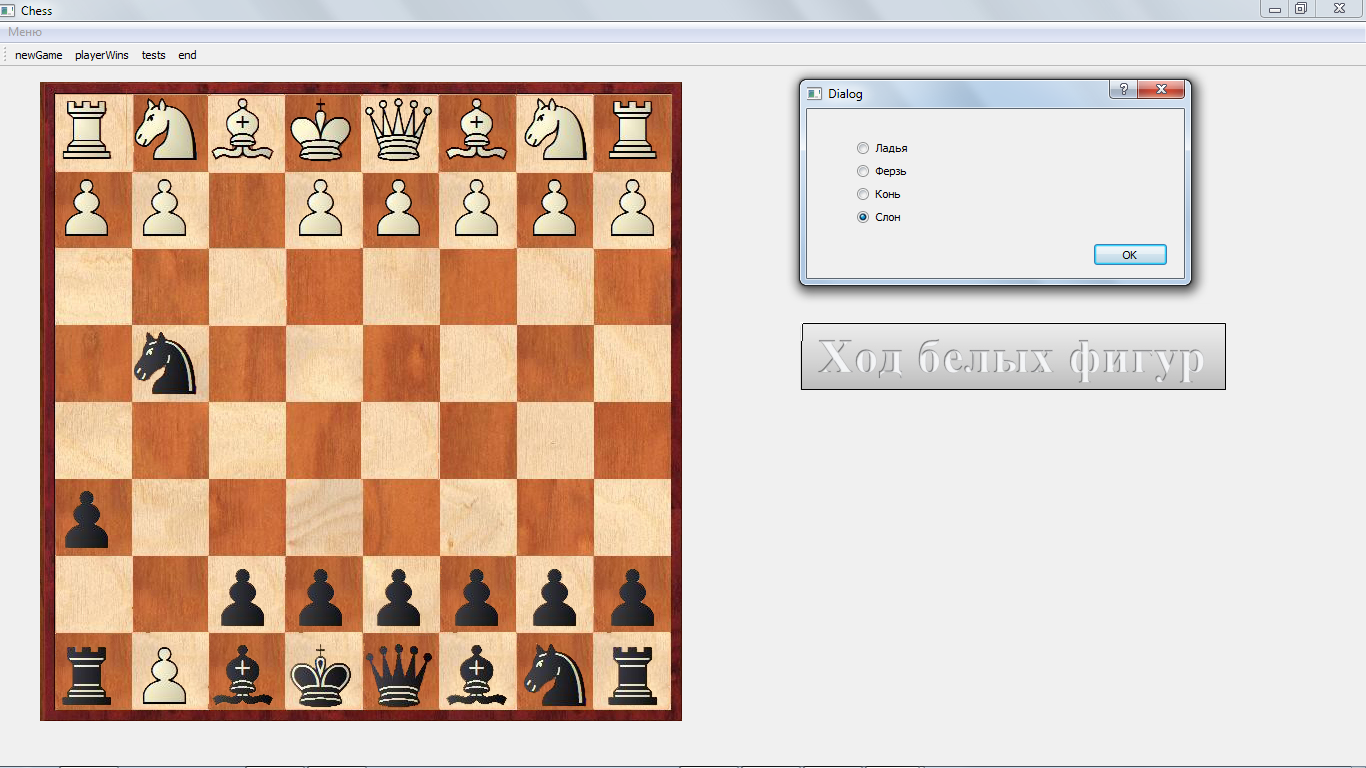 Chess
Меню
newGame playerWins tests end
Dialog
?
Ладья
Ферзь
Конь
Слон
OK
Ход белых фигур